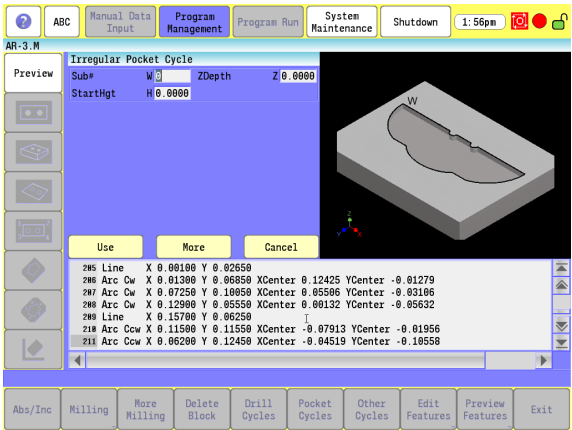 ?
ABC
Manual Data Input
Program Management
Program Run
System Maintenance
Shutdown
1:56pm
AR-3.M
Preview
Irregular Pocket Cycle
Sub# W 0 ZDepth Z 0.0000
StartHgt H 0.0000
W
Z
Y X
Use More Cancel
205 Line X 0.00100 Y 0.02650
206 Arc Cw X 0.01300 Y 0.06850 XCenter 0.12425 YCenter -0.01279
207 Arc Cw X 0.07250 Y 0.10050 XCenter 0.05506 YCenter -0.03106
208 Arc Cw X 0.12900 Y 0.05550 XCenter 0.00132 YCenter -0.05632
209 Line X 0.15700 Y 0.06250
210 Arc Ccw X 0.11500 Y 0.11550 XCenter -0.07913 YCenter -0.01956
211 Arc Ccw X 0.06200 Y 0.12450 XCenter -0.04519 YCenter -0.10558
Abs/Inc
Milling
More Milling
Delete Block
Drill Cycles
Pocket Cycles
Other Cycles
Edit Features
Preview Features
Exit